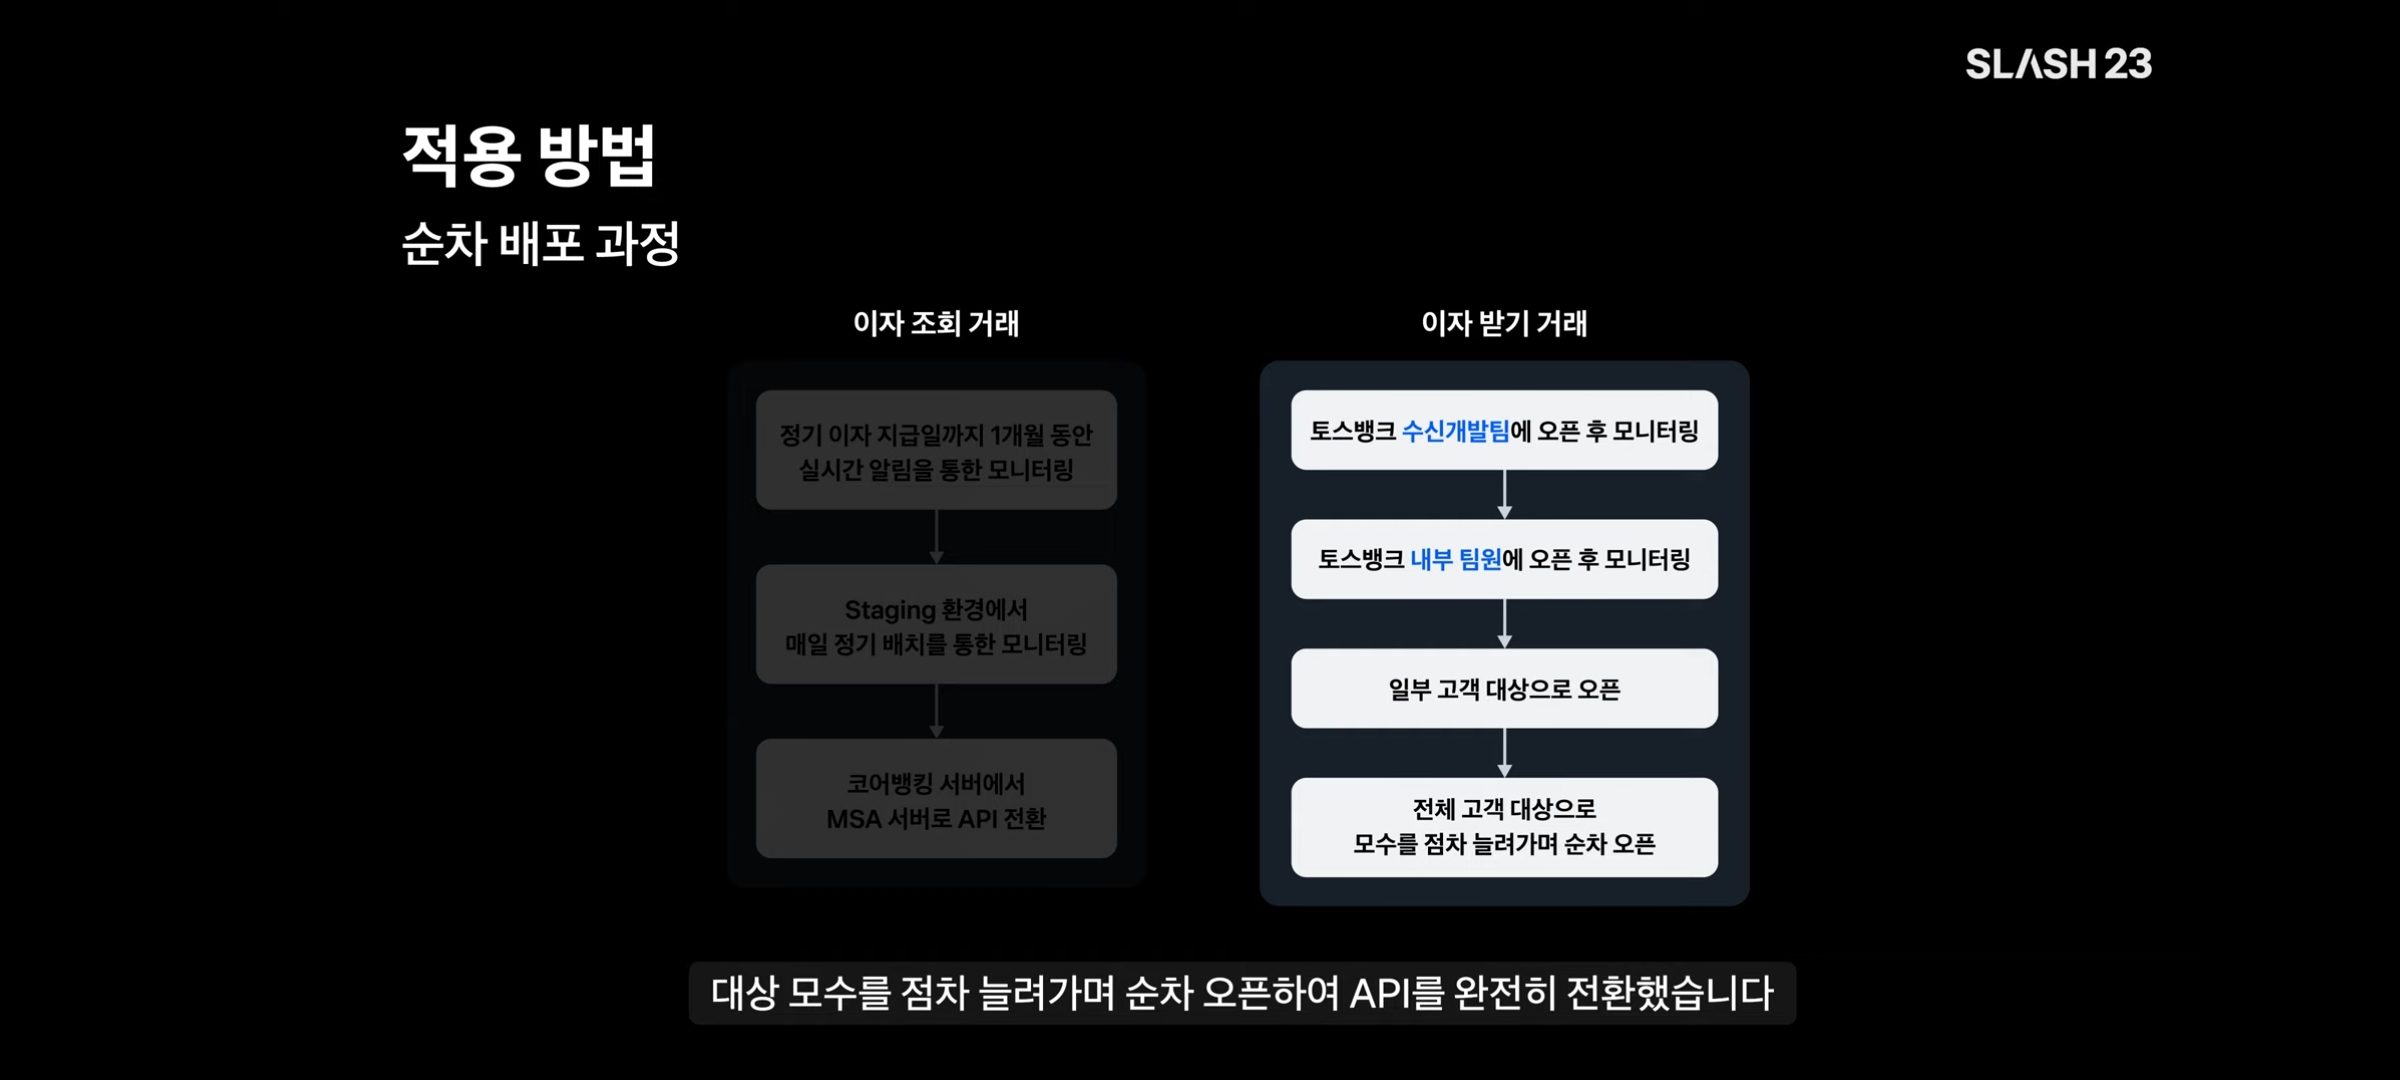 SLASH 23
적용 방법
순차 배포 과정
이자 조회 거래
정기 이자 지급일까지 1개월 동안
실시간 알림을 통한 모니터링
Staging 환경에서
매일 정기 배치를 통한 모니터링
코어뱅킹 서버에서
MSA 서버로 API 전환
이자 받기 거래
토스뱅크 수신개발팀에 오픈 후 모니터링
토스뱅크 내부 팀원에 오픈 후 모니터링
일부 고객 대상으로 오픈
전체 고객 대상으로
모수를 점차 늘려가며 순차 오픈
대상 모수를 점차 늘려가며 순차 오픈하여 API를 완전히 전환했습니다